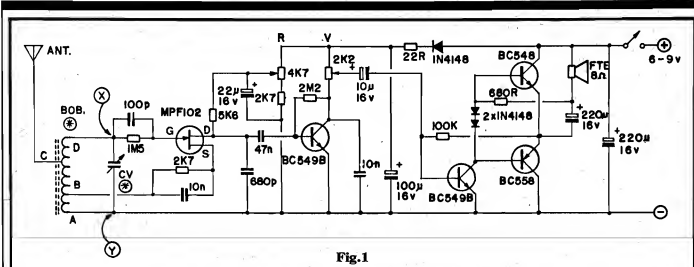 ANT.
R
V
22R
1N4148
BC548
FTE
8Ω
+
6-9v
BOB.
X
100p
MPF102
22µ
16v
+
4K7
2K2
+
10µ
16v
680R
2K7
2M2
5K6
2x1N4148
+
220µ
16v
+
220µ
16v
D
G
D
S
1M5
47n
100K
C
CV
2K7
680p
BC549B
10n
+
100µ
16v
BC549B
BC558
B
10n
A
Y
−
Fig.1